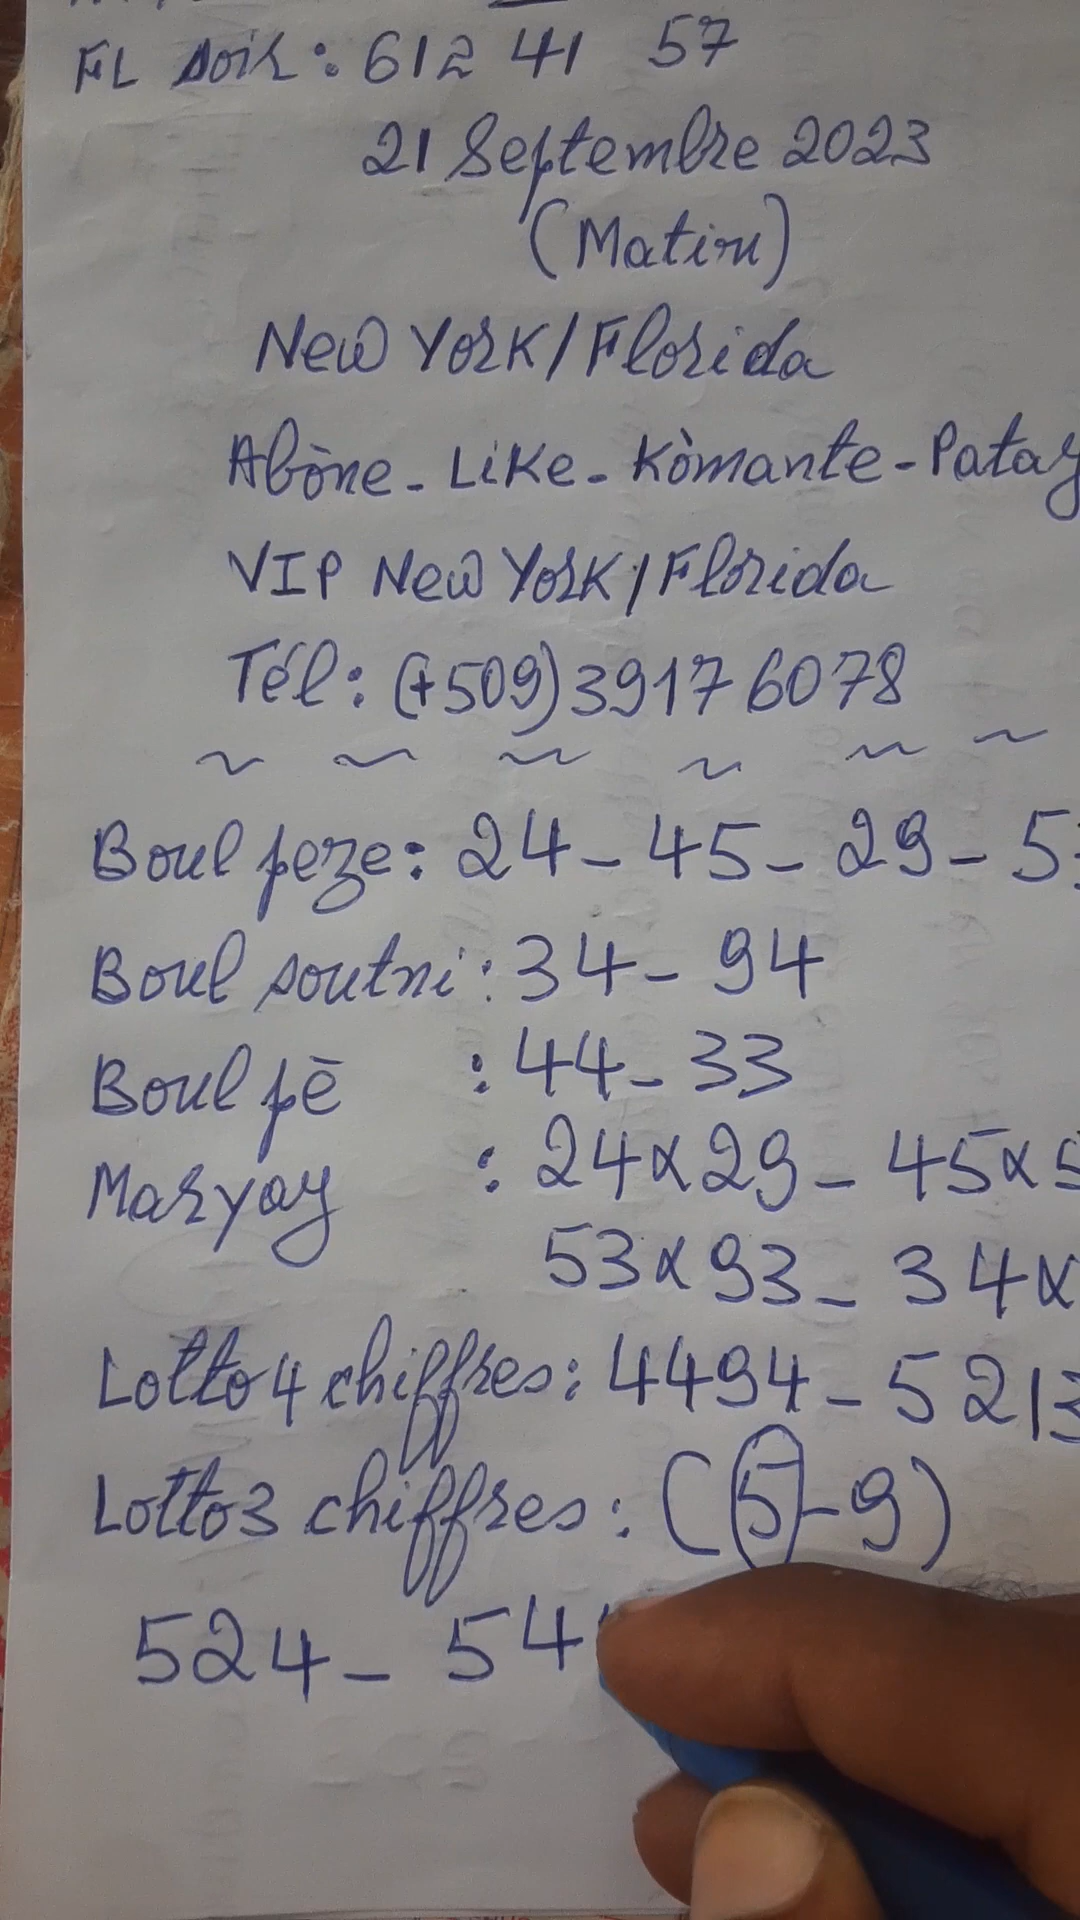 FL soir: 612 41 57
21 Septembre 2023
(Matin)
New York/Florida
Abòne - Like - Kòmante - Pataj
VIP New York/Florida
Tél: (+509) 3917 6078
~ ~ ~ ~ ~ ~
Boul peze: 24 - 45 - 29 - 5
Boul soutni: 34 - 94
Boul pè : 44 - 33
Maryay : 24x29 - 45x5
53x93 - 34x
Lotto 4 chiffres: 4494 - 5213
Lotto 3 chiffres: (5-9)
524 - 54